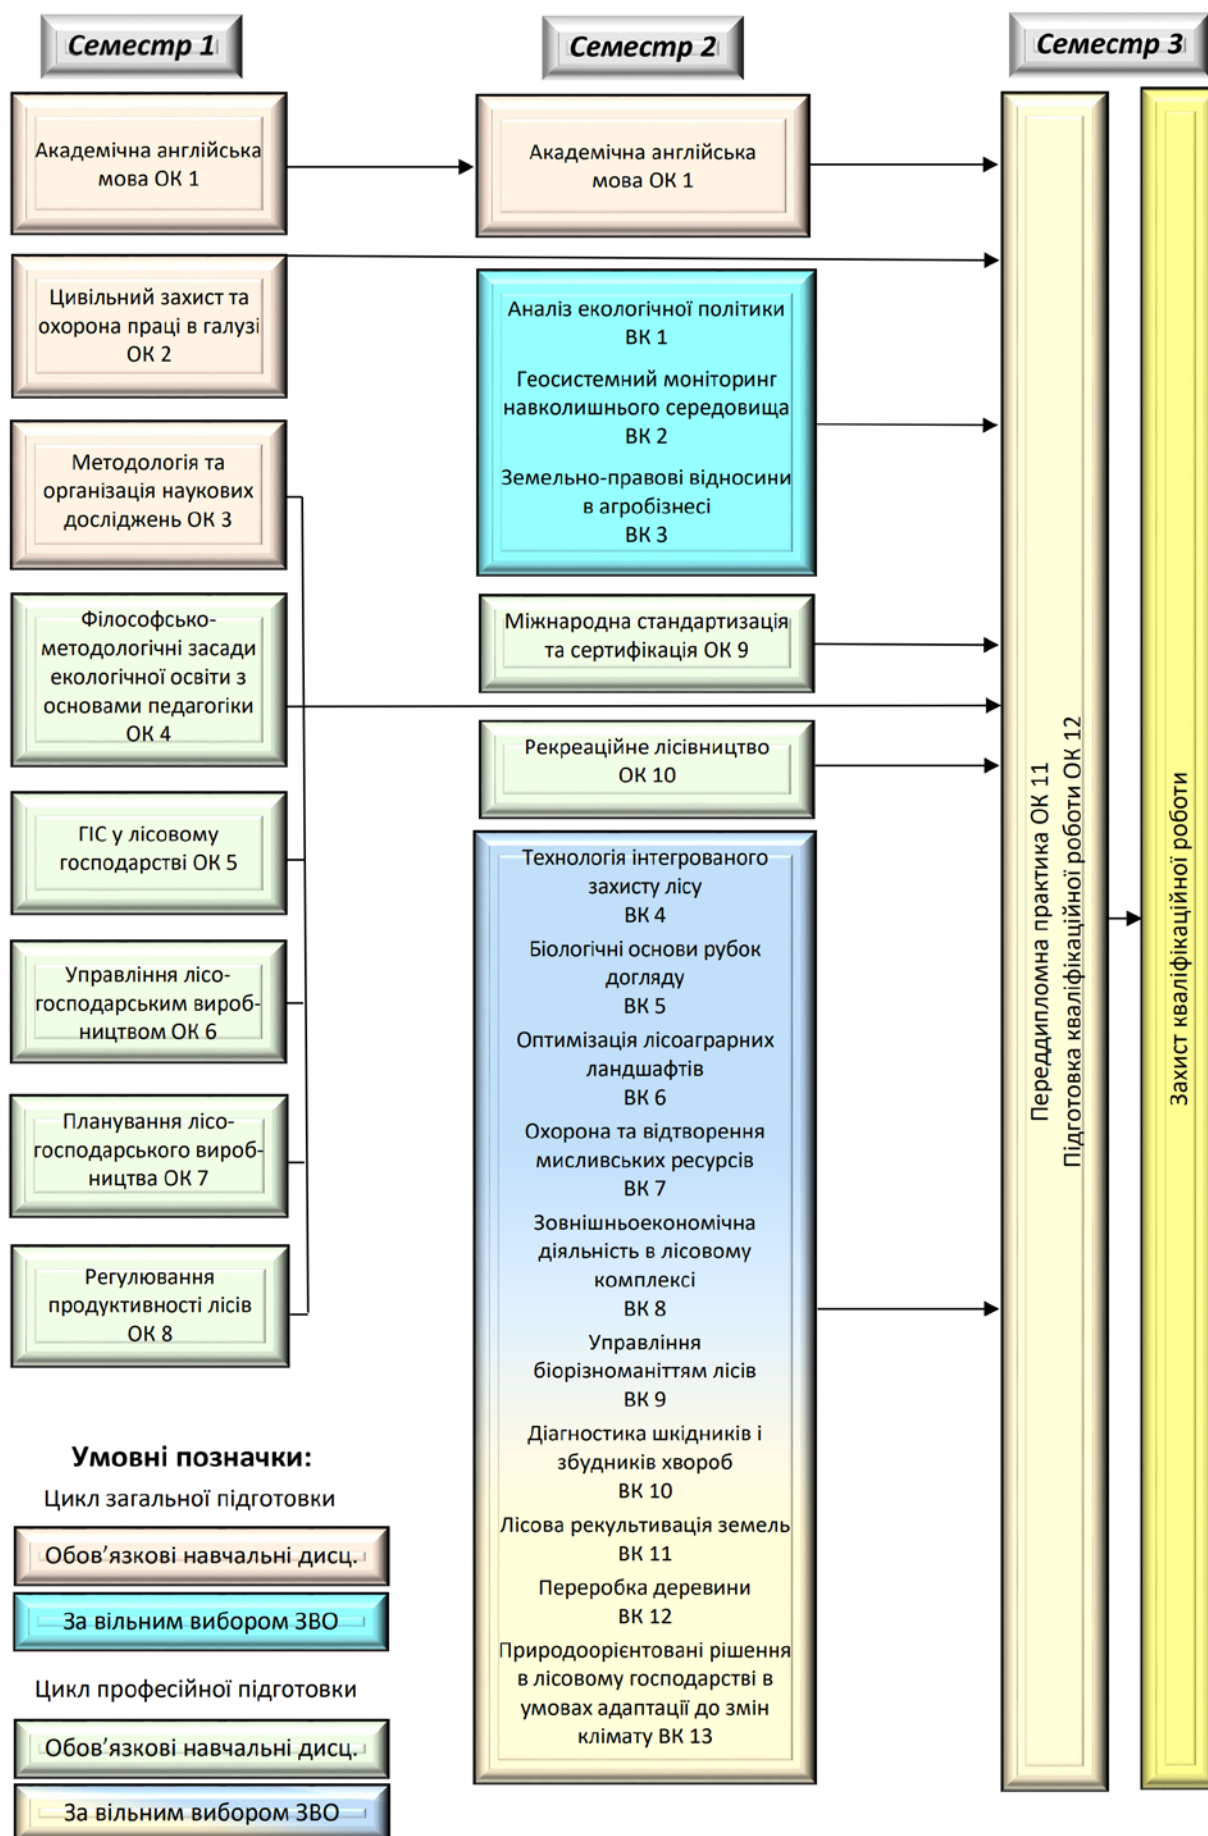 Семестр 1
Академічна англійська
мова ОК 1
Цивільний захист та
охорона праці в галузі
ОК 2
Методологія та
організація наукових
досліджень ОК 3
Філософсько-
методологічні засади
екологічної освіти з
основами педагогіки
ОК 4
ГІС у лісовому
господарстві ОК 5
Управління лісо-
господарським вироб-
ництвом ОК 6
Планування лісо-
господарського вироб-
ництва ОК 7
Регулювання
продуктивності лісів
ОК 8
Семестр 2
Академічна англійська
мова ОК 1
Аналіз екологічної політики
ВК 1
Геосистемний моніторинг
навколишнього середовища
ВК 2
Земельно-правові відносини
в агробізнесі
ВК 3
Міжнародна стандартизація
та сертифікація ОК 9
Рекреаційне лісівництво
ОК 10
Технологія інтегрованого
захисту лісу
ВК 4
Біологічні основи рубок
догляду
ВК 5
Оптимізація лісоаграрних
ландшафтів
ВК 6
Охорона та відтворення
мисливських ресурсів
ВК 7
Зовнішньоекономічна
діяльність в лісовому
комплексі
ВК 8
Управління
біорізноманіттям лісів
ВК 9
Діагностика шкідників і
збудників хвороб
ВК 10
Лісова рекультивація земель
ВК 11
Переробка деревини
ВК 12
Природоорієнтовані рішення
в лісовому господарстві в
умовах адаптації до змін
клімату ВК 13
Семестр 3
Переддипломна практика ОК 11
Підготовка кваліфікаційної роботи ОК 12
Захист кваліфікаційної роботи
Умовні позначки:
Цикл загальної підготовки
Обов’язкові навчальні дисц.
За вільним вибором ЗВО
Цикл професійної підготовки
Обов’язкові навчальні дисц.
За вільним вибором ЗВО